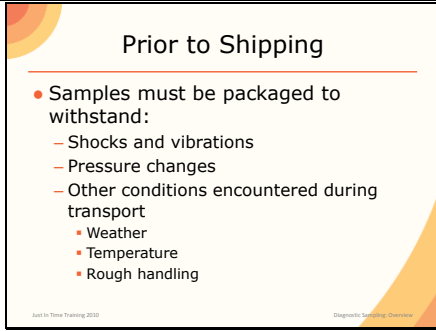 Prior to Shipping
• Samples must be packaged to
withstand:
– Shocks and vibrations
– Pressure changes
– Other conditions encountered during
transport
▪ Weather
▪ Temperature
▪ Rough handling
Just In Time Training 2010
Diagnostic Sampling: Overview